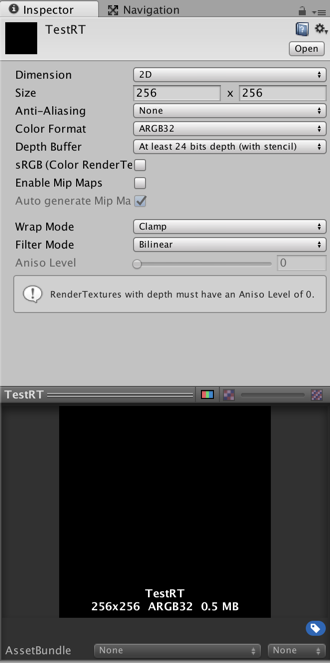 Inspector Navigation
TestRT
Open
Dimension 2D
Size 256 x 256
Anti-Aliasing None
Color Format ARGB32
Depth Buffer At least 24 bits depth (with stencil)
sRGB (Color RenderTe
Enable Mip Maps
Auto generate Mip Ma
Wrap Mode Clamp
Filter Mode Bilinear
Aniso Level 0
RenderTextures with depth must have an Aniso Level of 0.
TestRT
TestRT
256x256 ARGB32 0.5 MB
AssetBundle None None